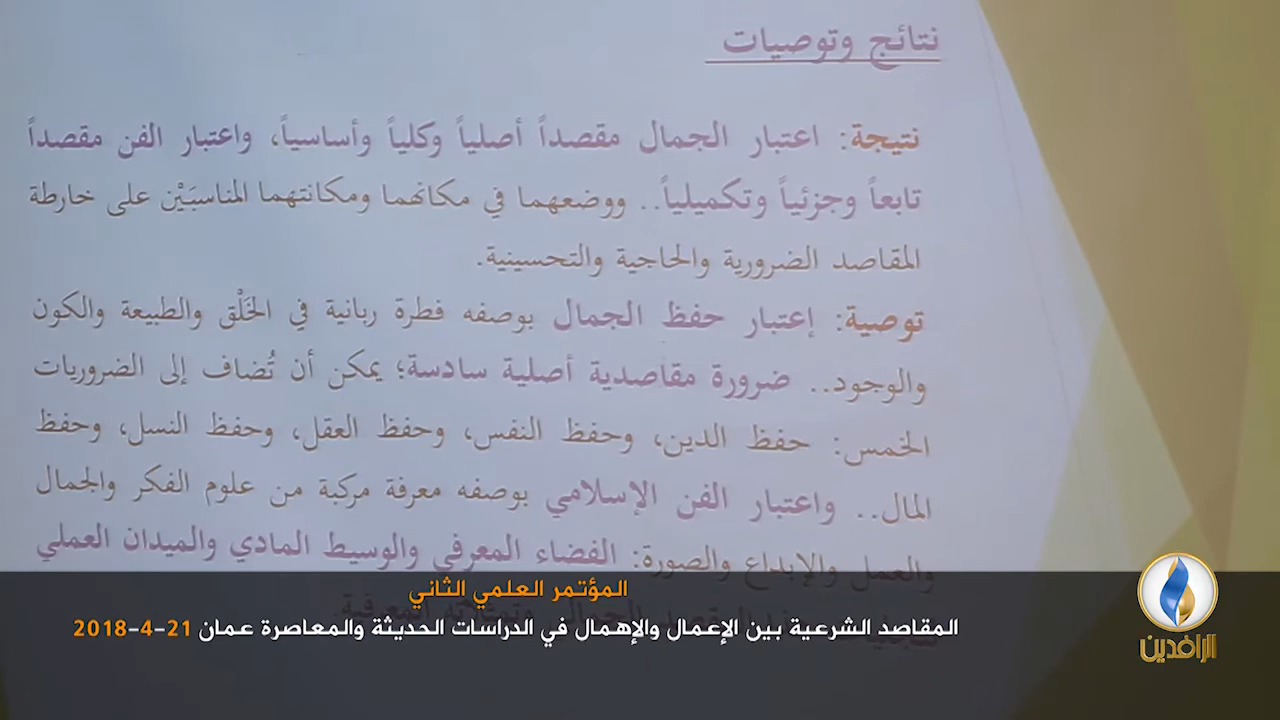 نتائج وتوصيات
نتيجة: اعتبار الجمال مقصداً أصلياً وكلياً وأساسياً، واعتبار الفن مقصداً
تابعاً وجزئياً وتكميلياً.. ووضعهما في مكانهما ومكانتهما المناسبَيْن على خارطة
المقاصد الضرورية والحاجية والتحسينية.
توصية: إعتبار حفظ الجمال بوصفه فطرة ربانية في الخَلْق والطبيعة والكون
والوجود.. ضرورة مقاصدية أصلية سادسة؛ يمكن أن تُضاف إلى الضروريات
الخمس: حفظ الدين، وحفظ النفس، وحفظ العقل، وحفظ النسل، وحفظ
المال.. واعتبار الفن الإسلامي بوصفه معرفة مركبة من علوم الفكر والجمال
والعمل والإبداع والصورة: الفضاء المعرفي والوسيط المادي والميدان العملي
المؤتمر العلمي الثاني
المقاصد الشرعية بين الإعمال والإهمال في الدراسات الحديثة والمعاصرة عمان 21-4-2018
الرافدين